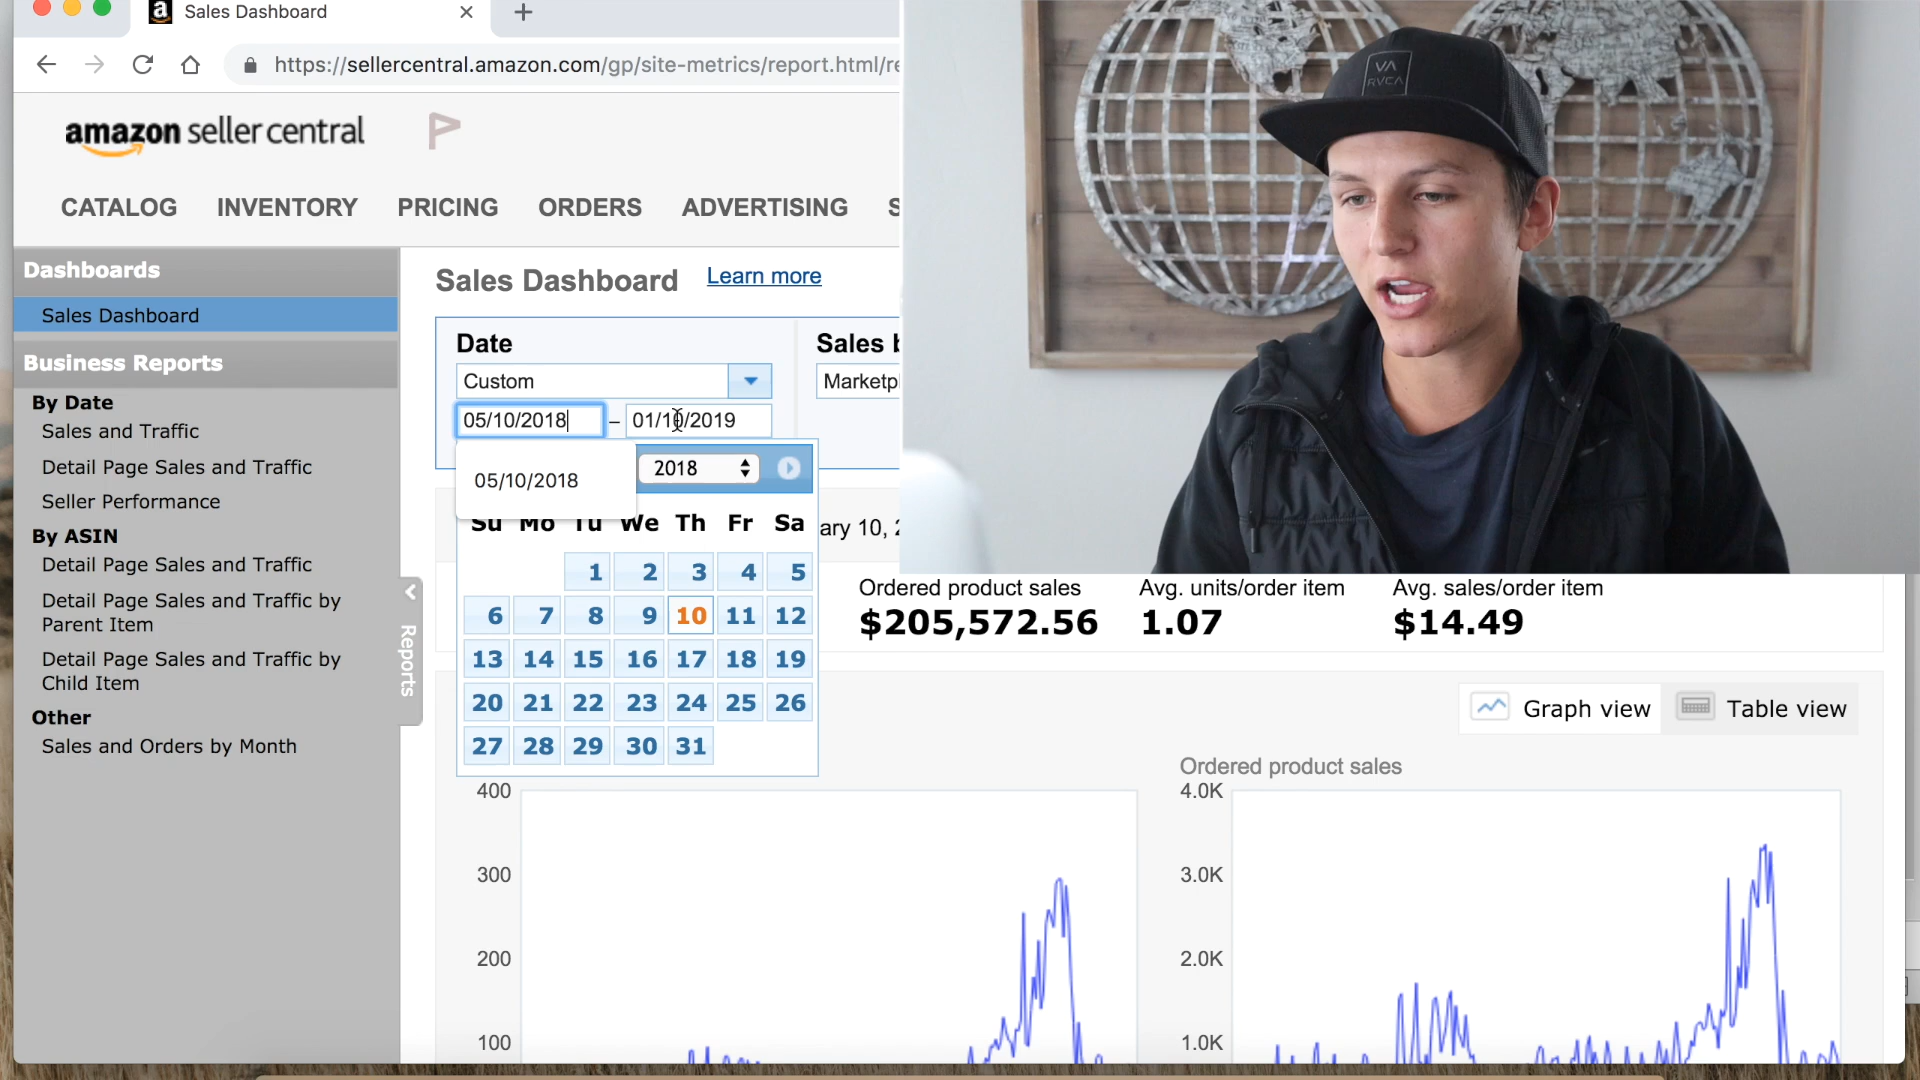 Sales Dashboard
https://sellercentral.amazon.com/gp/site-metrics/report.html/re
amazon seller central
CATALOG INVENTORY PRICING ORDERS ADVERTISING S
Dashboards
Sales Dashboard
Business Reports
By Date
Sales and Traffic
Detail Page Sales and Traffic
Seller Performance
By ASIN
Detail Page Sales and Traffic
Detail Page Sales and Traffic by
Parent Item
Detail Page Sales and Traffic by
Child Item
Other
Sales and Orders by Month
Reports
Sales Dashboard Learn more
Date
Custom
05/10/2018 – 01/10/2019
Sales b
Marketpl
05/10/2018
2018
Su Mo Tu We Th Fr Sa
1 2 3 4 5
6 7 8 9 10 11 12
13 14 15 16 17 18 19
20 21 22 23 24 25 26
27 28 29 30 31
ary 10, 2
Ordered product sales
$205,572.56
Avg. units/order item
1.07
Avg. sales/order item
$14.49
Graph view
Table view
400
300
200
100
Ordered product sales
4.0K
3.0K
2.0K
1.0K
VA
RVCA